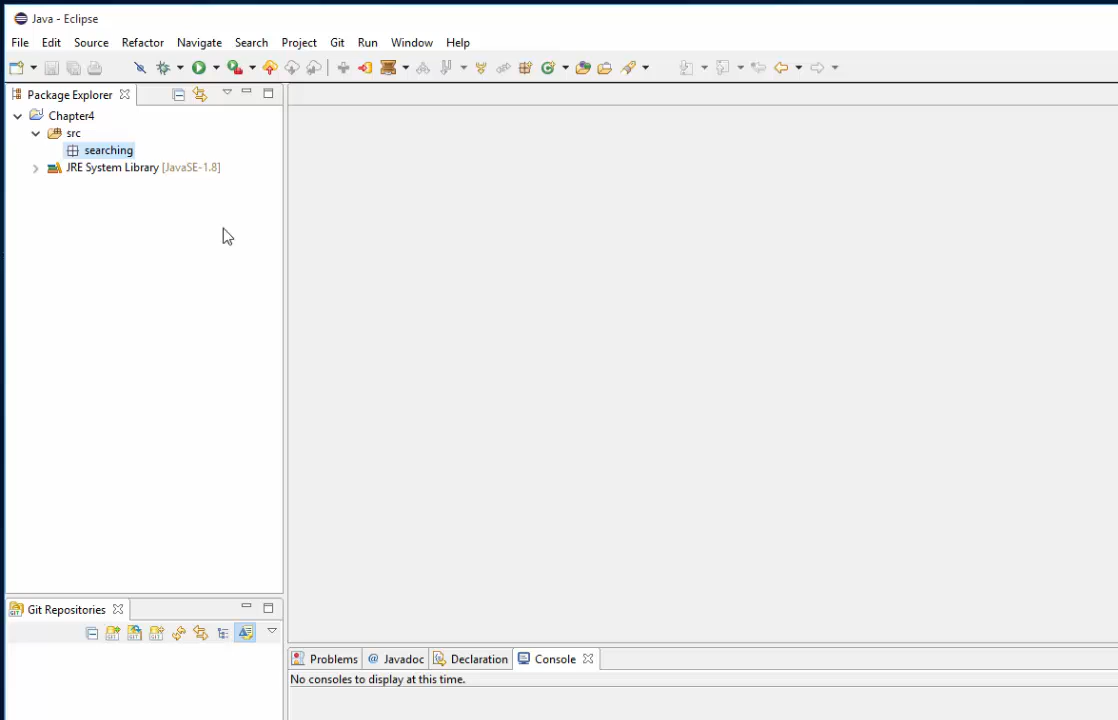 Java - Eclipse
File Edit Source Refactor Navigate Search Project Git Run Window Help
Package Explorer
Chapter4
src
searching
JRE System Library [JavaSE-1.8]
Git Repositories
Problems @ Javadoc Declaration Console
No consoles to display at this time.